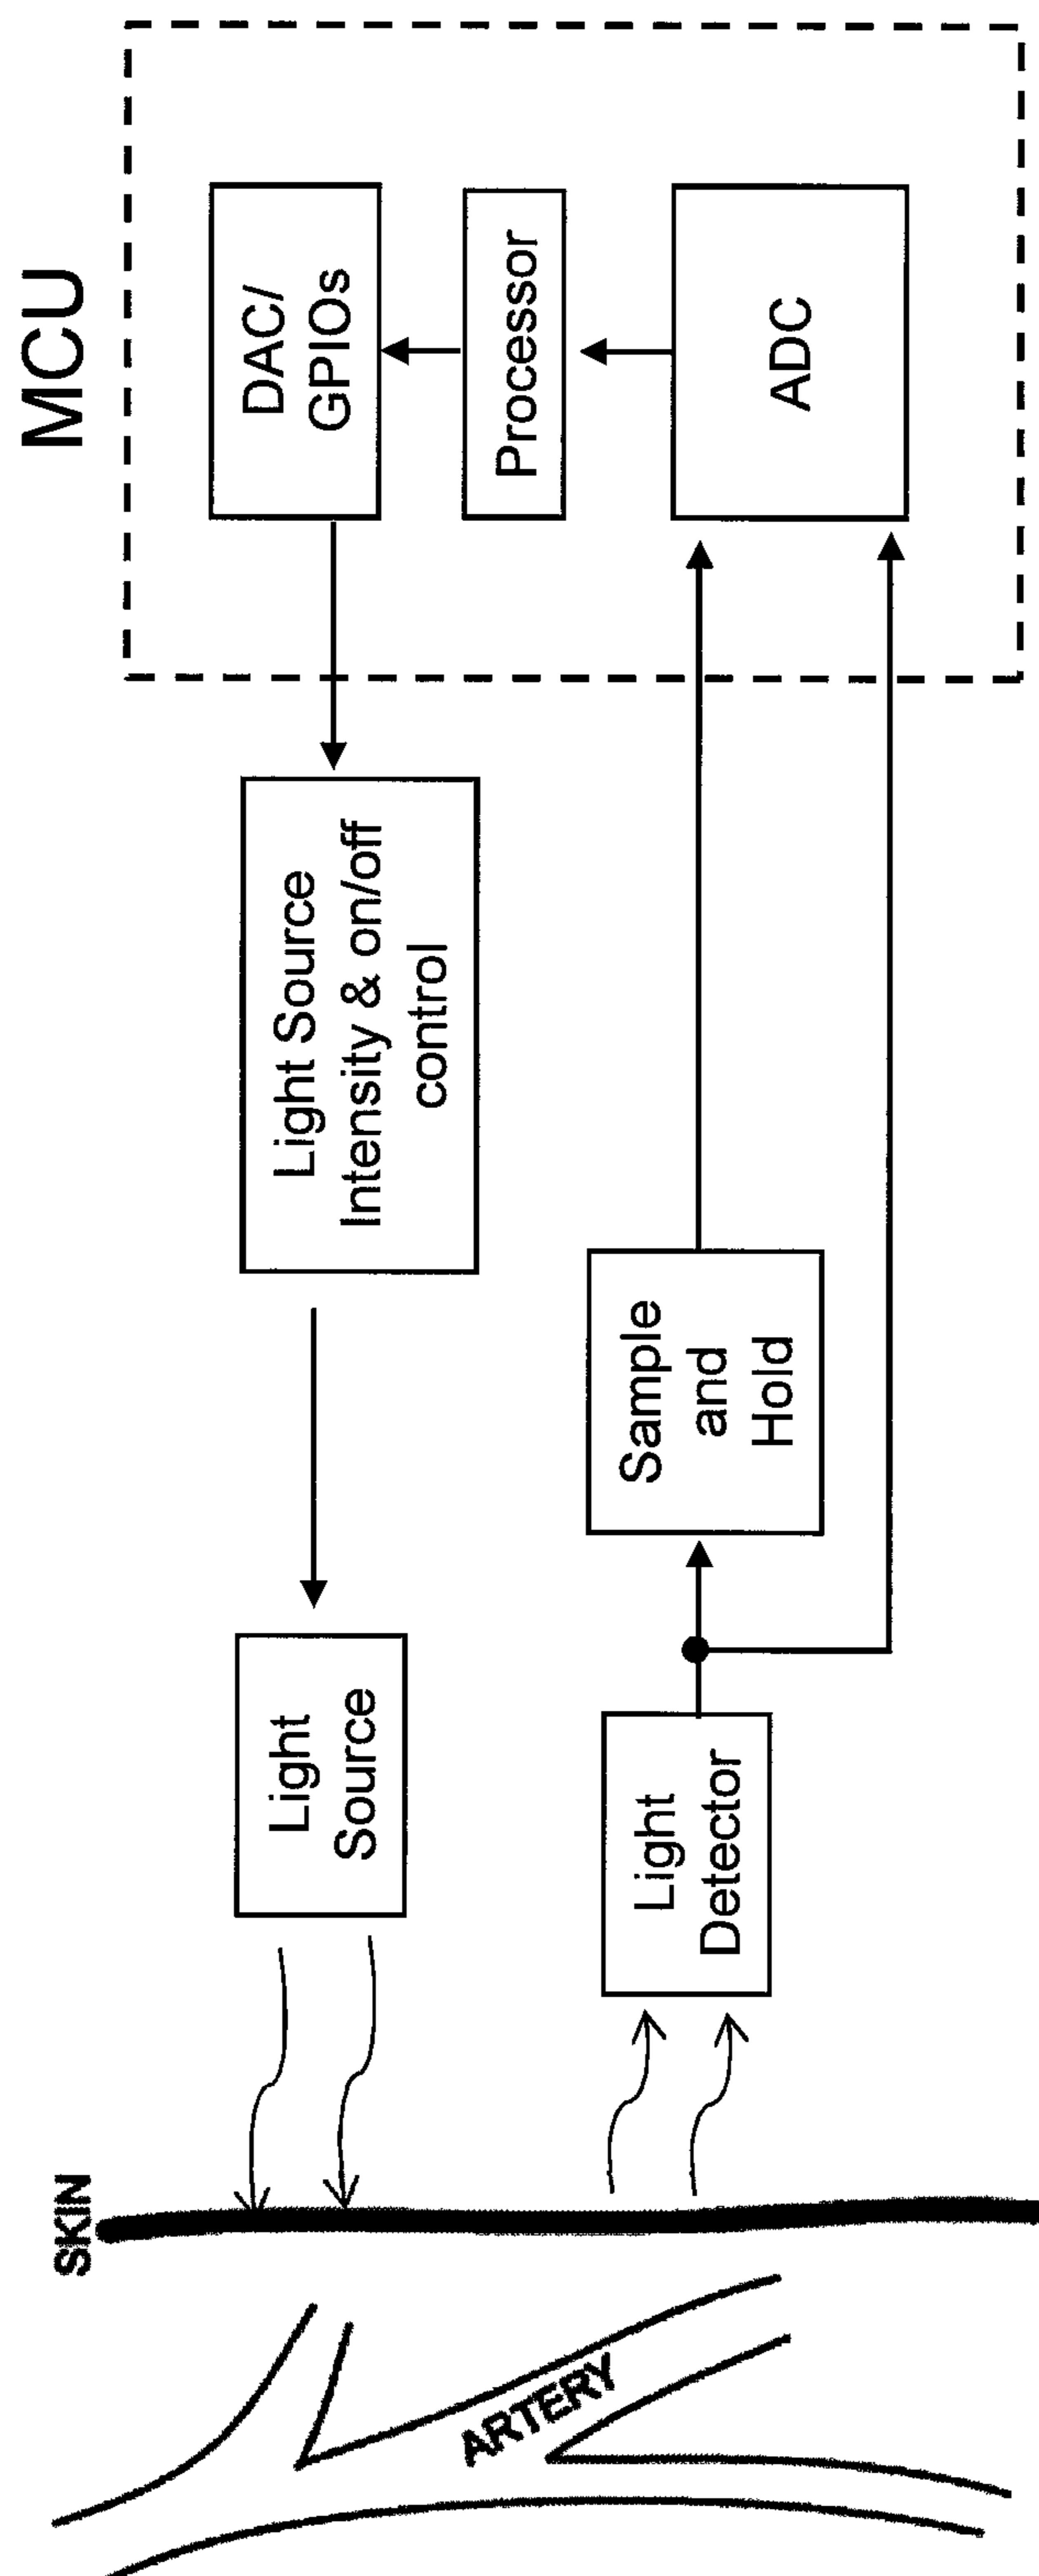 MCU
SKIN
Light
Source
Light Source
Intensity & on/off
control
DAC/
GPIOs
Processor
ADC
Sample
and
Hold
Light
Detector
ARTERY